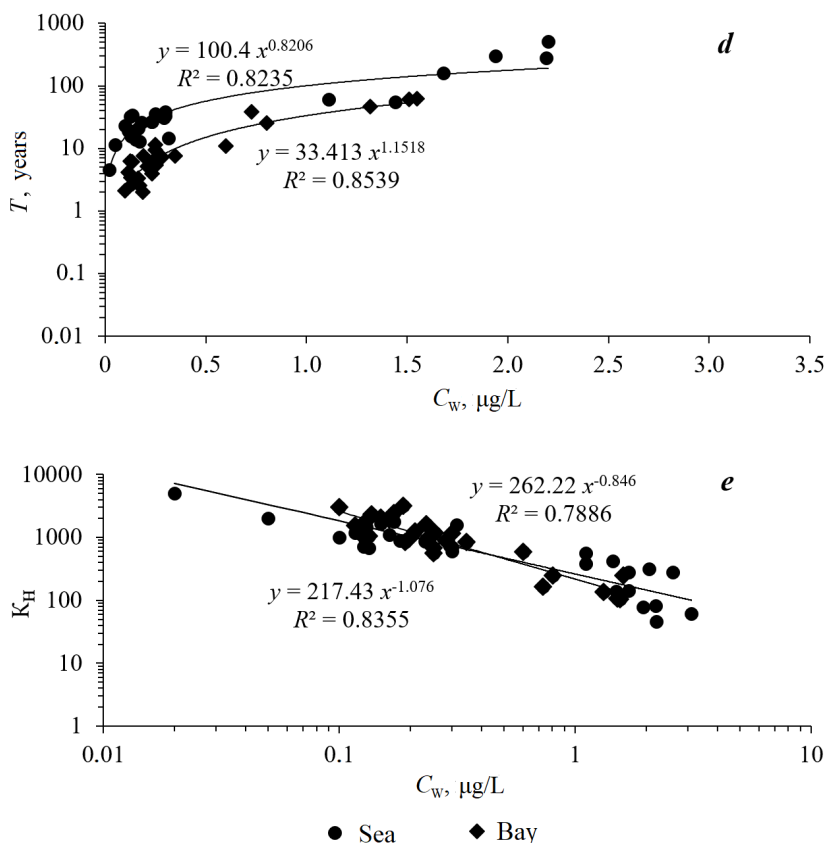 1000
100
10
1
0.1
0.01
T, years
y = 100.4 x^0.8206
R² = 0.8235
d
y = 33.413 x^1.1518
R² = 0.8539
0 0.5 1.0 1.5 2.0 2.5 3.0 3.5
C_W, μg/L
10000
1000
100
10
1
K_H
y = 262.22 x^-0.846
R² = 0.7886
e
y = 217.43 x^-1.076
R² = 0.8355
0.01 0.1 1 10
C_W, μg/L
Sea Bay